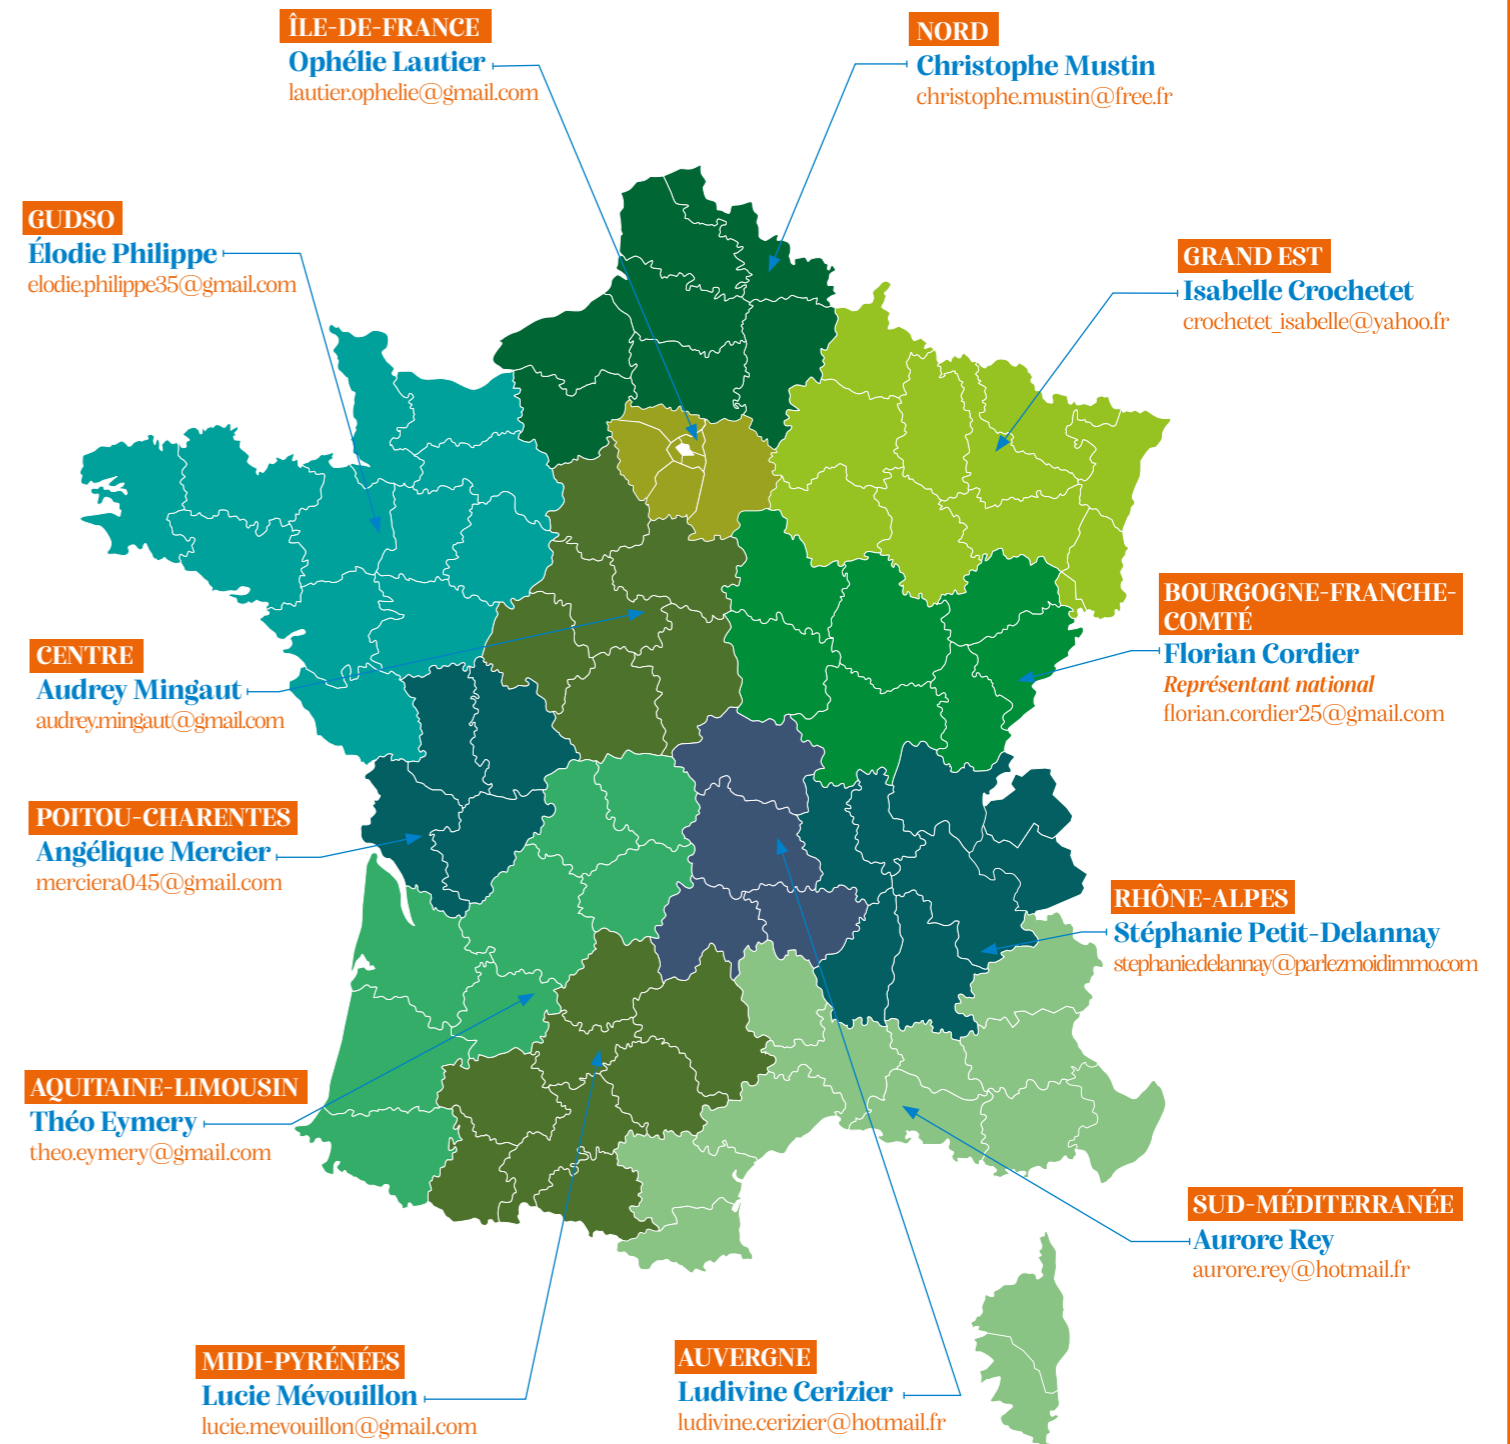 ÎLE-DE-FRANCE
Ophélie Lautier
lautier.ophelie@gmail.com
NORD
Christophe Mustin
christophe.mustin@free.fr
GUDSO
Élodie Philippe
elodie.philippe35@gmail.com
GRAND EST
Isabelle Crochetet
crochetet_isabelle@yahoo.fr
BOURGOGNE-FRANCHE-
COMTÉ
Florian Cordier
Représentant national
florian.cordier25@gmail.com
CENTRE
Audrey Mingaut
audrey.mingaut@gmail.com
POITOU-CHARENTES
Angélique Mercier
merciera045@gmail.com
RHÔNE-ALPES
Stéphanie Petit-Delannay
stephanie.delannay@parlezmoidimmo.com
AQUITAINE-LIMOUSIN
Théo Eymery
theo.eymery@gmail.com
SUD-MÉDITERRANÉE
Aurore Rey
aurore.rey@hotmail.fr
MIDI-PYRÉNÉES
Lucie Mévouillon
lucie.mevouillon@gmail.com
AUVERGNE
Ludivine Cerizier
ludivine.cerizier@hotmail.fr